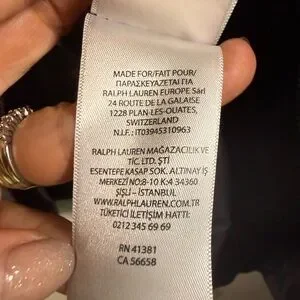 MADE FOR/FAIT POUR/
ΠΑΡΑΣΚΕΥΑΖΕΤΑΙ ΓΙΑ
RALPH LAUREN EUROPE Sàrl
24 ROUTE DE LA GALAISE
1228 PLAN-LES-OUATES,
SWITZERLAND
N.I.F.: IT03945310963
RALPH LAUREN MAĞAZACILIK VE
TİC. LTD. ŞTİ
ESENTEPE KASAP SOK. ALTINAY İŞ
MERKEZİ NO:8-10 K:4 34360
ŞİŞLİ - İSTANBUL
WWW.RALPHLAUREN.COM.TR
TÜKETİCİ İLETİŞİM HATTI:
0212 345 69 69
RN 41381
CA 56658